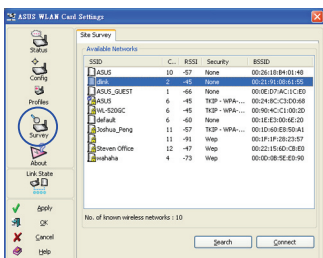 ASUS WLAN Card Settings
Status
Config
Profiles
Survey
About
Link State
Apply
OK
Cancel
Help
Site Survey
Available Networks
SSID C... RSSI Security BSSID
ASUS 10 -57 None 00:26:18:B4:01:48
dlink 2 -45 None 00:21:91:08:61:55
ASUS_GUEST 1 -66 None 00:0E:D7:AC:1C:E0
ASUS 6 -45 TKIP - WPA-... 00:24:8C:C3:D0:68
WL-520GC 6 -65 TKIP - WPA-... 00:90:4C:C1:00:2D
default 6 -60 None 00:1E:E3:00:6E:20
Joshua_Peng 11 -57 TKIP - WPA-... 00:1D:60:E8:50:A1
11 -91 Wep 00:1F:1F:28:23:57
Steven Office 12 -47 Wep 00:22:15:6D:CB:E0
wahaha 4 -73 Wep 00:0D:0B:5E:E0:90
No. of known wireless networks : 10
Search
Connect